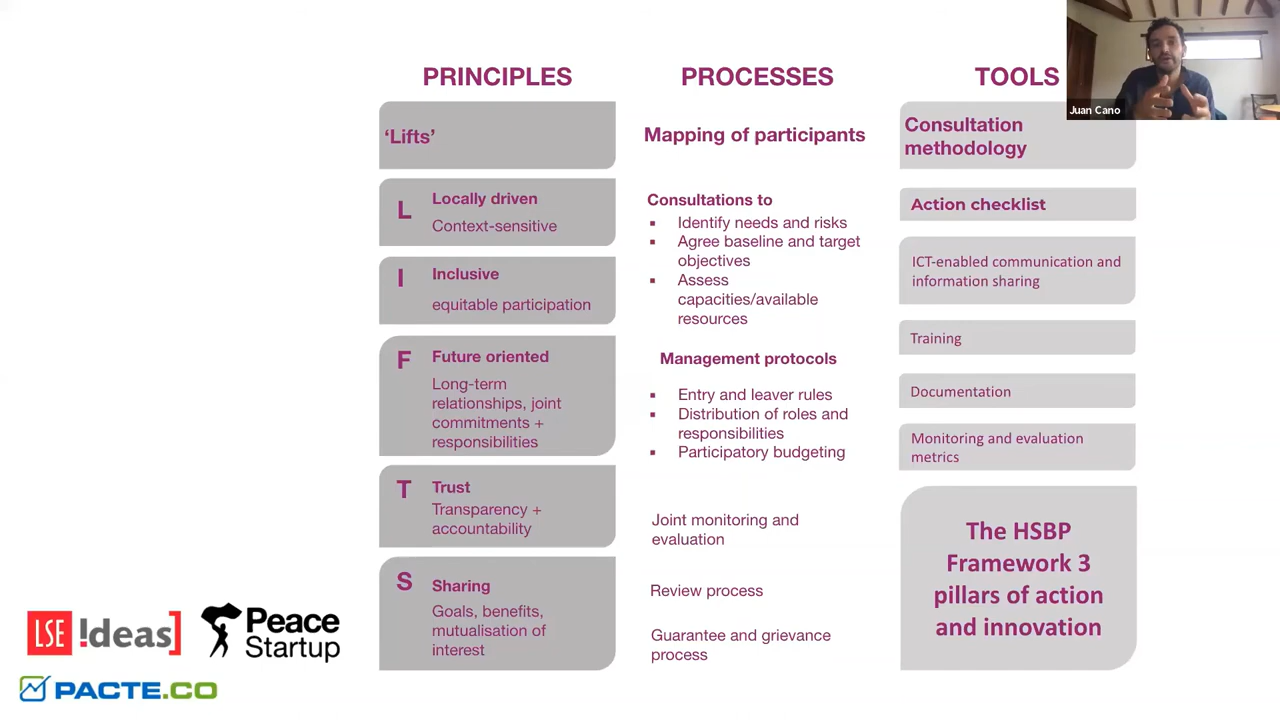 PRINCIPLES
'Lifts'
L
Locally driven
Context-sensitive
I
Inclusive
equitable participation
F
Future oriented
Long-term
relationships, joint
commitments +
responsibilities
T
Trust
Transparency +
accountability
S
Sharing
Goals, benefits,
mutualisation of
interest
PROCESSES
Mapping of participants
Consultations to
▪ Identify needs and risks
▪ Agree baseline and target
objectives
▪ Assess
capacities/available
resources
Management protocols
▪ Entry and leaver rules
▪ Distribution of roles and
responsibilities
▪ Participatory budgeting
Joint monitoring and
evaluation
Review process
Guarantee and grievance
process
TOOLS
Consultation
methodology
Action checklist
ICT-enabled communication and
information sharing
Training
Documentation
Monitoring and evaluation
metrics
The HSBP
Framework 3
pillars of action
and innovation
Juan Cano
LSE !deas]
Peace
Startup
PACTE.CO